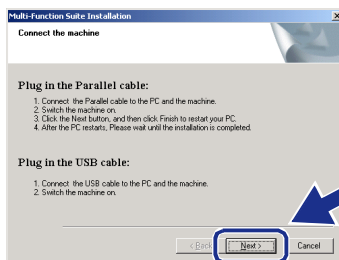 Multi-Function Suite Installation
Connect the machine
Plug in the Parallel cable:
1. Connect the Parallel cable to the PC and the machine.
2. Switch the machine on.
3. Click the Next button, and then click Finish to restart your PC.
4. After the PC restarts, Please wait until the installation is completed.
Plug in the USB cable:
1. Connect the USB cable to the PC and the machine.
2. Switch the machine on.
< Back Next > Cancel